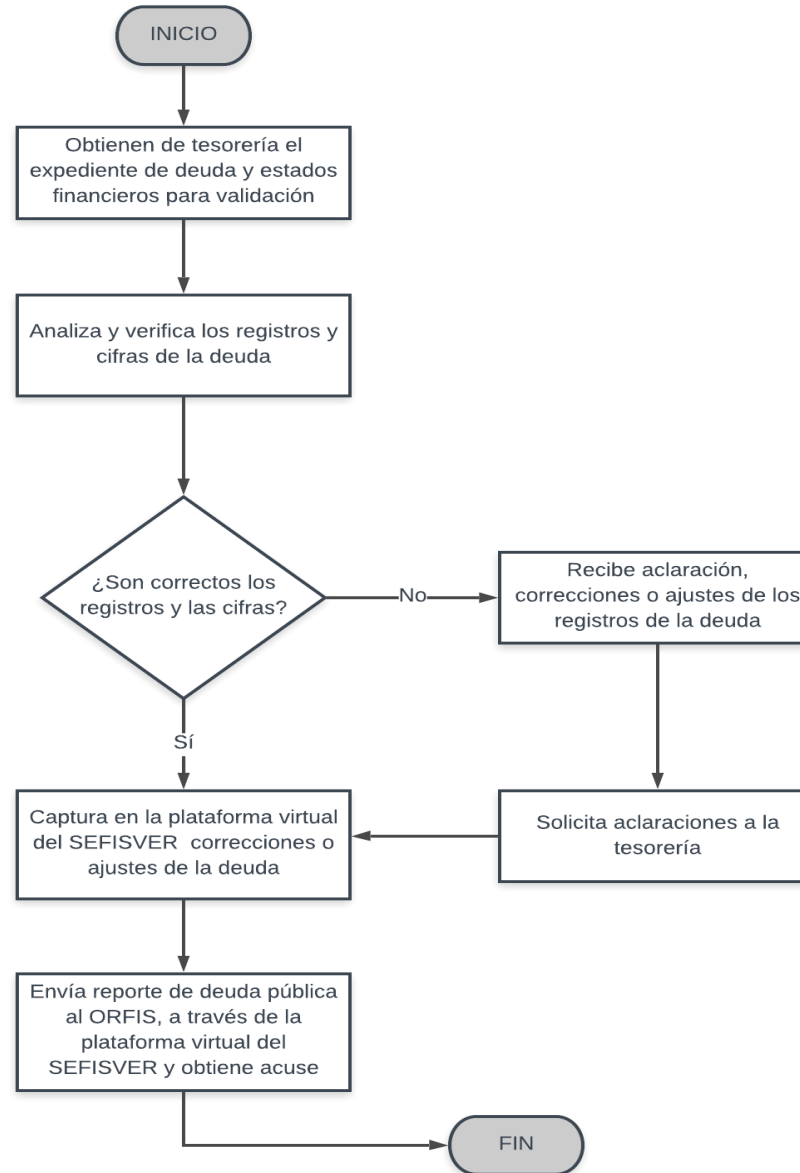 INICIO
Obtienen de tesorería el
expediente de deuda y estados
financieros para validación
Analiza y verifica los registros y
cifras de la deuda
¿Son correctos los
registros y las cifras?
No
Recibe aclaración,
correcciones o ajustes de los
registros de la deuda
Sí
Captura en la plataforma virtual
del SEFISVER correcciones o
ajustes de la deuda
Solicita aclaraciones a la
tesorería
Envía reporte de deuda pública
al ORFIS, a través de la
plataforma virtual del
SEFISVER y obtiene acuse
FIN